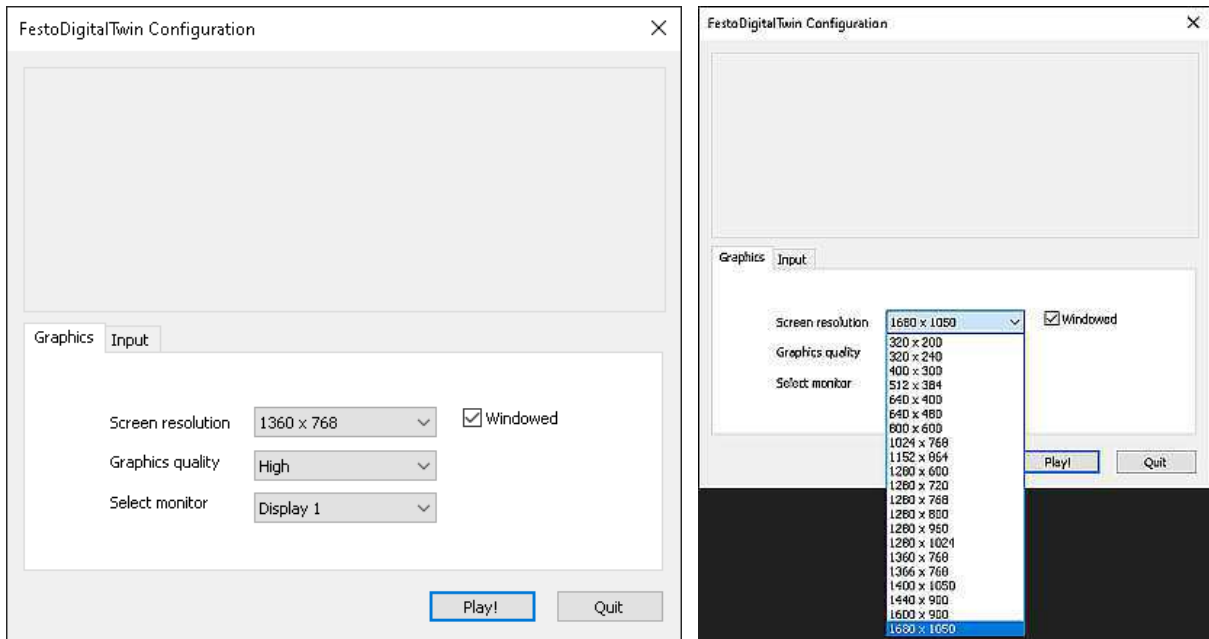 FestoDigitalTwin Configuration
Graphics Input
Screen resolution 1360 x 768 Windowed
Graphics quality High
Select monitor Display 1
Play! Quit
FestoDigitalTwin Configuration
Graphics Input
Screen resolution 1680 x 1050 Windowed
Graphics quality
Select monitor
320 x 200
320 x 240
400 x 300
512 x 384
640 x 400
640 x 480
800 x 600
1024 x 768
1152 x 864
1280 x 600
1280 x 720
1280 x 768
1280 x 800
1280 x 960
1280 x 1024
1360 x 768
1366 x 768
1400 x 1050
1440 x 900
1600 x 900
1680 x 1050
Play! Quit